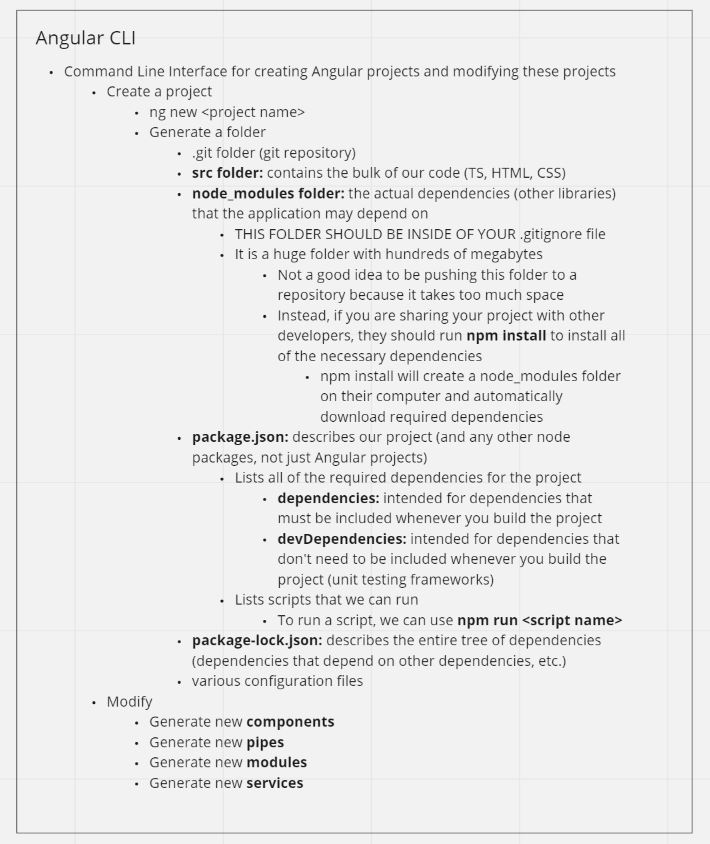 Angular CLI
• Command Line Interface for creating Angular projects and modifying these projects
• Create a project
• ng new <project name>
• Generate a folder
• .git folder (git repository)
• src folder: contains the bulk of our code (TS, HTML, CSS)
• node_modules folder: the actual dependencies (other libraries)
that the application may depend on
• THIS FOLDER SHOULD BE INSIDE OF YOUR .gitignore file
• It is a huge folder with hundreds of megabytes
• Not a good idea to be pushing this folder to a
repository because it takes too much space
• Instead, if you are sharing your project with other
developers, they should run npm install to install all
of the necessary dependencies
• npm install will create a node_modules folder
on their computer and automatically
download required dependencies
• package.json: describes our project (and any other node
packages, not just Angular projects)
• Lists all of the required dependencies for the project
• dependencies: intended for dependencies that
must be included whenever you build the project
• devDependencies: intended for dependencies that
don't need to be included whenever you build the
project (unit testing frameworks)
• Lists scripts that we can run
• To run a script, we can use npm run <script name>
• package-lock.json: describes the entire tree of dependencies
(dependencies that depend on other dependencies, etc.)
• various configuration files
• Modify
• Generate new components
• Generate new pipes
• Generate new modules
• Generate new services